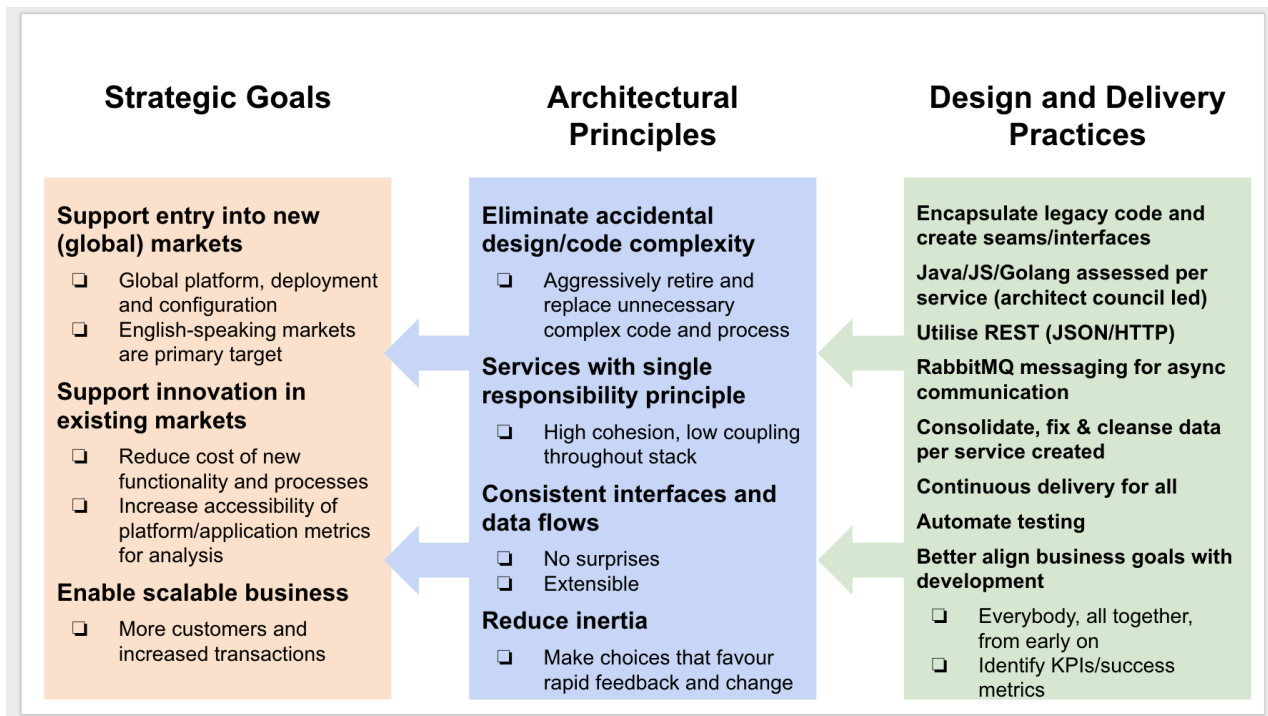 Strategic Goals
Support entry into new
(global) markets
❏ Global platform, deployment
and configuration
❏ English-speaking markets
are primary target
Support innovation in
existing markets
❏ Reduce cost of new
functionality and processes
❏ Increase accessibility of
platform/application metrics
for analysis
Enable scalable business
❏ More customers and
increased transactions
Architectural
Principles
Eliminate accidental
design/code complexity
❏ Aggressively retire and
replace unnecessary
complex code and process
Services with single
responsibility principle
❏ High cohesion, low coupling
throughout stack
Consistent interfaces and
data flows
❏ No surprises
❏ Extensible
Reduce inertia
❏ Make choices that favour
rapid feedback and change
Design and Delivery
Practices
Encapsulate legacy code and
create seams/interfaces
Java/JS/Golang assessed per
service (architect council led)
Utilise REST (JSON/HTTP)
RabbitMQ messaging for async
communication
Consolidate, fix & cleanse data
per service created
Continuous delivery for all
Automate testing
Better align business goals with
development
❏ Everybody, all together,
from early on
❏ Identify KPIs/success
metrics